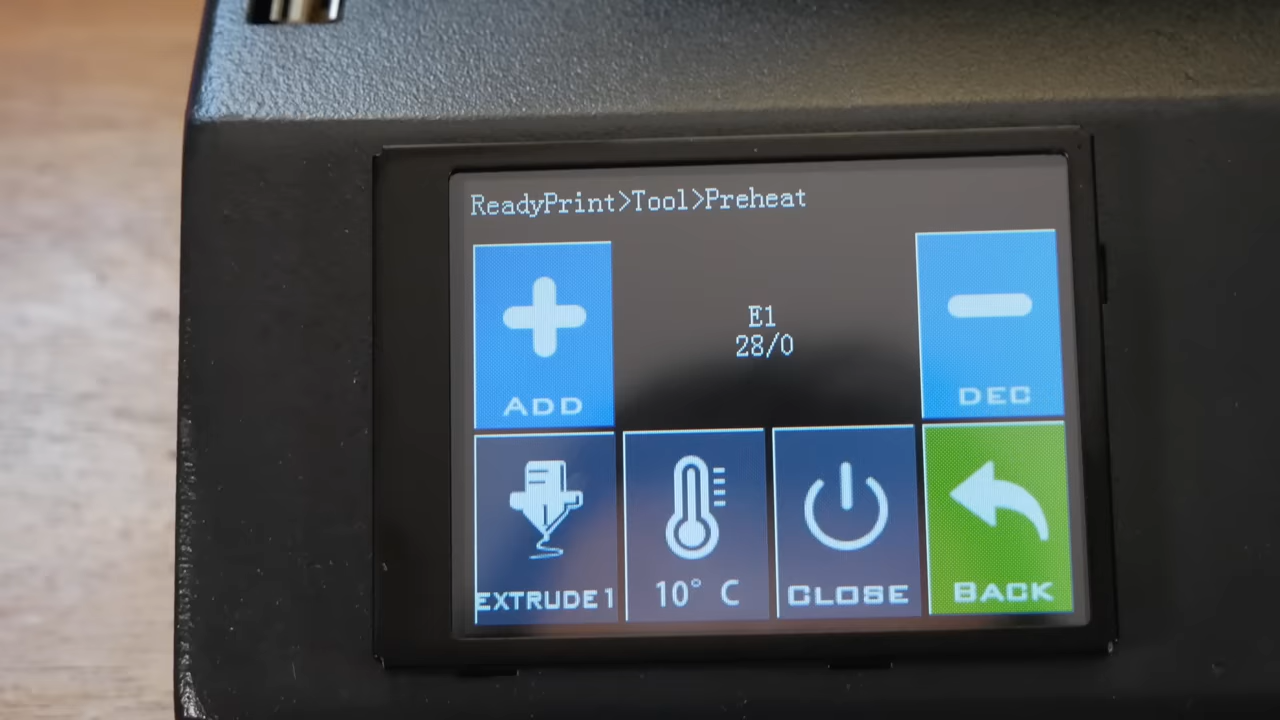 ReadyPrint>Tool>Preheat
E1
28/0
ADD
DEC
EXTRUDE1
10° C
CLOSE
BACK